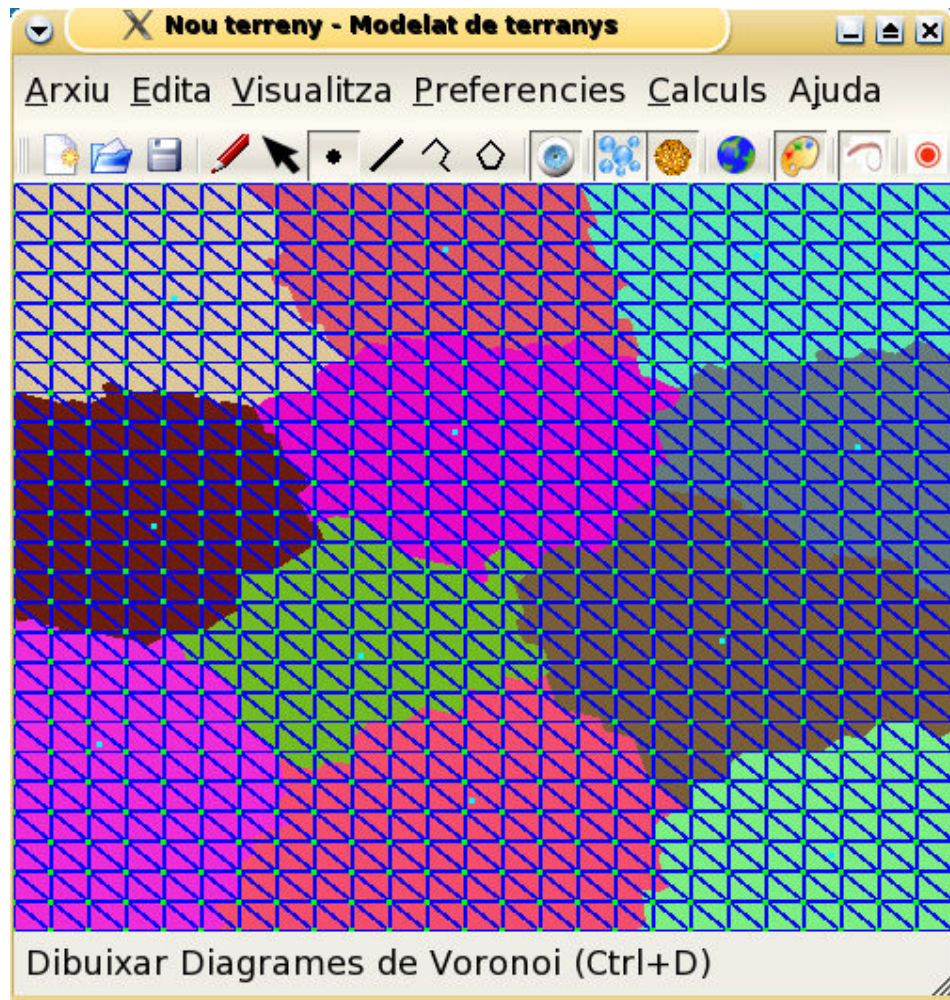 Nou terreny - Modelat de terranys
Arxiu Edita Visualitza Preferencies Calculs Ajuda
Dibuixar Diagrames de Voronoi (Ctrl+D)